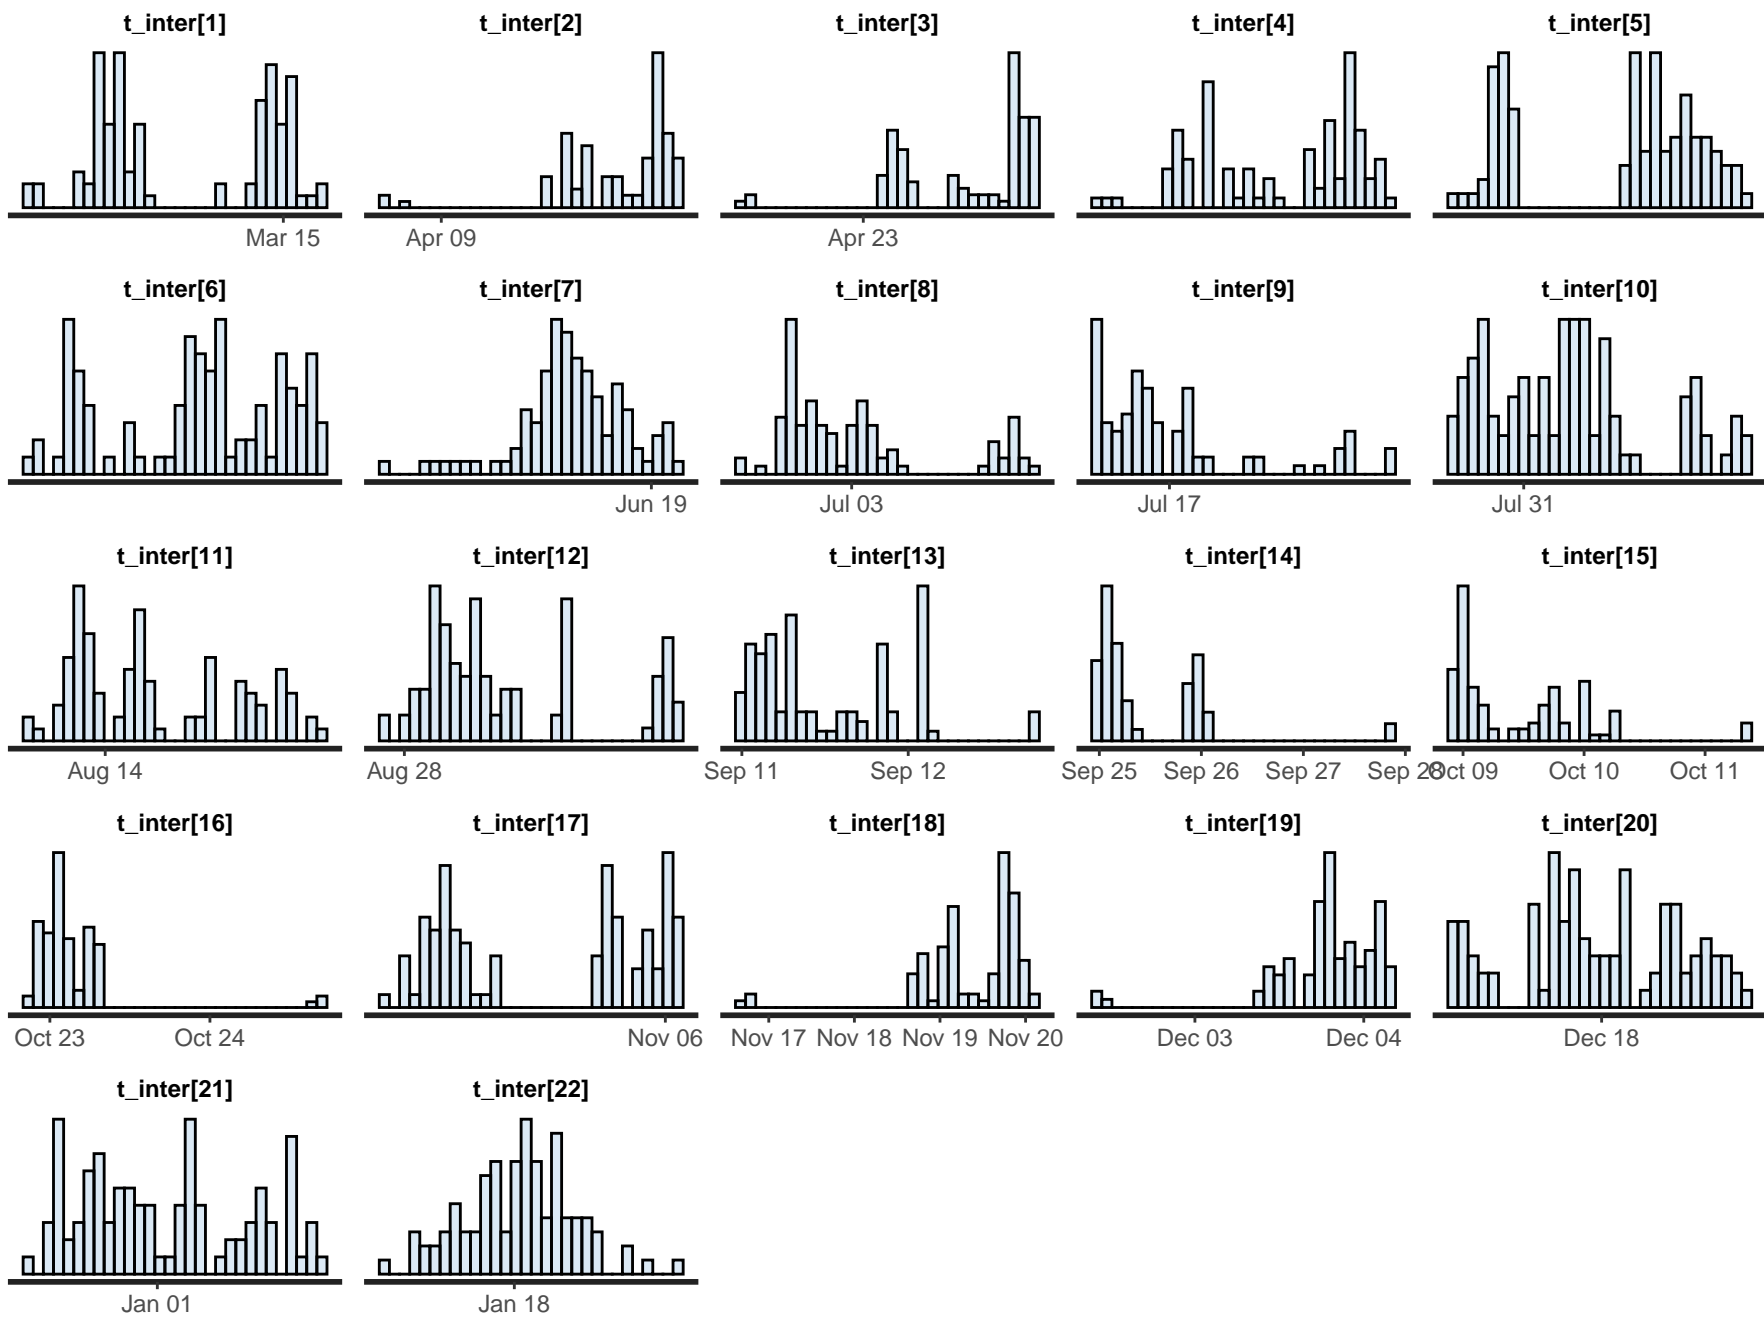 t_inter[1] t_inter[2] t_inter[3] t_inter[4] t_inter[5]
Mar 15 Apr 09 Apr 23
t_inter[6] t_inter[7] t_inter[8] t_inter[9] t_inter[10]
Jun 19 Jul 03 Jul 17 Jul 31
t_inter[11] t_inter[12] t_inter[13] t_inter[14] t_inter[15]
Aug 14 Aug 28 Sep 11 Sep 12 Sep 25 Sep 26 Sep 27 Sep 28 Oct 09 Oct 10 Oct 11
t_inter[16] t_inter[17] t_inter[18] t_inter[19] t_inter[20]
Oct 23 Oct 24 Nov 06 Nov 17 Nov 18 Nov 19 Nov 20 Dec 03 Dec 04 Dec 18
t_inter[21] t_inter[22]
Jan 01 Jan 18